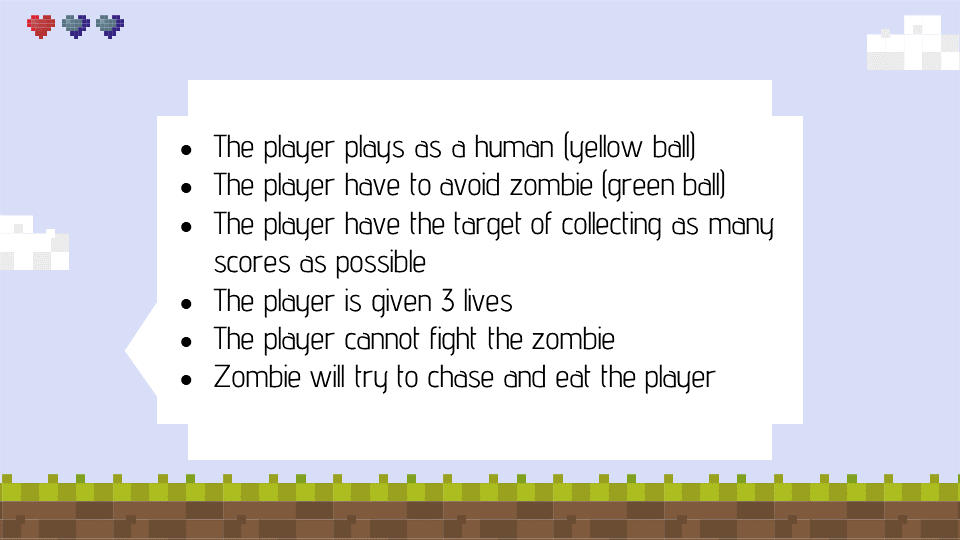 • The player plays as a human (yellow ball)
• The player have to avoid zombie (green ball)
• The player have the target of collecting as many
scores as possible
• The player is given 3 lives
• The player cannot fight the zombie
• Zombie will try to chase and eat the player